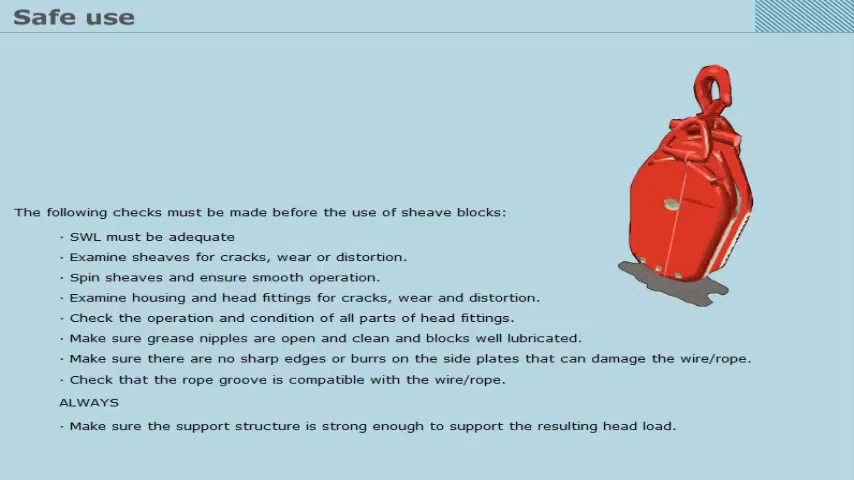 Safe use
The following checks must be made before the use of sheave blocks:
· SWL must be adequate
· Examine sheaves for cracks, wear or distortion.
· Spin sheaves and ensure smooth operation.
· Examine housing and head fittings for cracks, wear and distortion.
· Check the operation and condition of all parts of head fittings.
· Make sure grease nipples are open and clean and blocks well lubricated.
· Make sure there are no sharp edges or burrs on the side plates that can damage the wire/rope.
· Check that the rope groove is compatible with the wire/rope.
ALWAYS
· Make sure the support structure is strong enough to support the resulting head load.